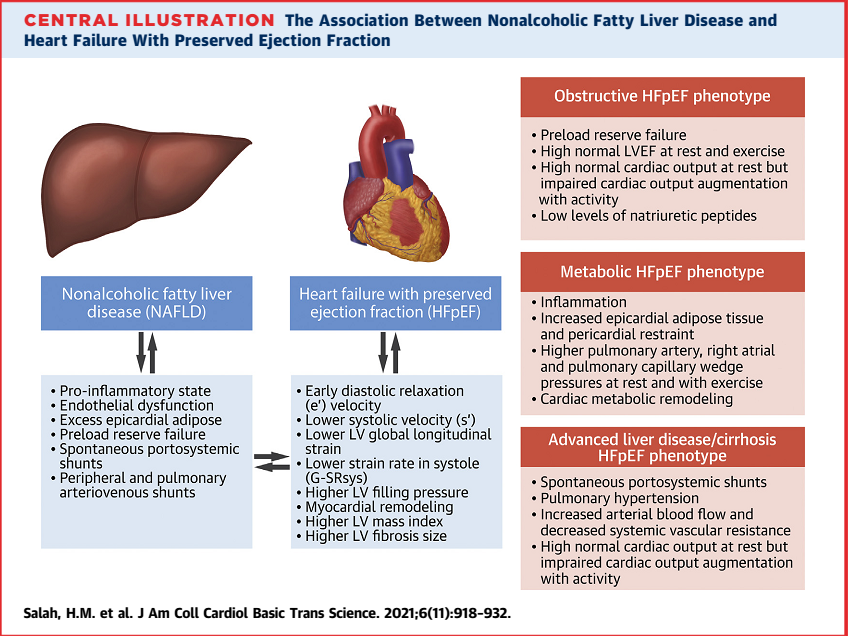 CENTRAL ILLUSTRATION The Association Between Nonalcoholic Fatty Liver Disease and
Heart Failure With Preserved Ejection Fraction
Nonalcoholic fatty liver
disease (NAFLD)
• Pro-inflammatory state
• Endothelial dysfunction
• Excess epicardial adipose
• Preload reserve failure
• Spontaneous portosystemic
shunts
• Peripheral and pulmonary
arteriovenous shunts
Heart failure with preserved
ejection fraction (HFpEF)
• Early diastolic relaxation
(e') velocity
• Lower systolic velocity (s')
• Lower LV global longitudinal
strain
• Lower strain rate in systole
(G-SRsys)
• Higher LV filling pressure
• Myocardial remodeling
• Higher LV mass index
• Higher LV fibrosis size
Obstructive HFpEF phenotype
• Preload reserve failure
• High normal LVEF at rest and exercise
• High normal cardiac output at rest but
impaired cardiac output augmentation
with activity
• Low levels of natriuretic peptides
Metabolic HFpEF phenotype
• Inflammation
• Increased epicardial adipose tissue
and pericardial restraint
• Higher pulmonary artery, right atrial
and pulmonary capillary wedge
pressures at rest and with exercise
• Cardiac metabolic remodeling
Advanced liver disease/cirrhosis
HFpEF phenotype
• Spontaneous portosystemic shunts
• Pulmonary hypertension
• Increased arterial blood flow and
decreased systemic vascular resistance
• High normal cardiac output at rest but
impraired cardiac output augmentation
with activity
Salah, H.M. et al. J Am Coll Cardiol Basic Trans Science. 2021;6(11):918–932.